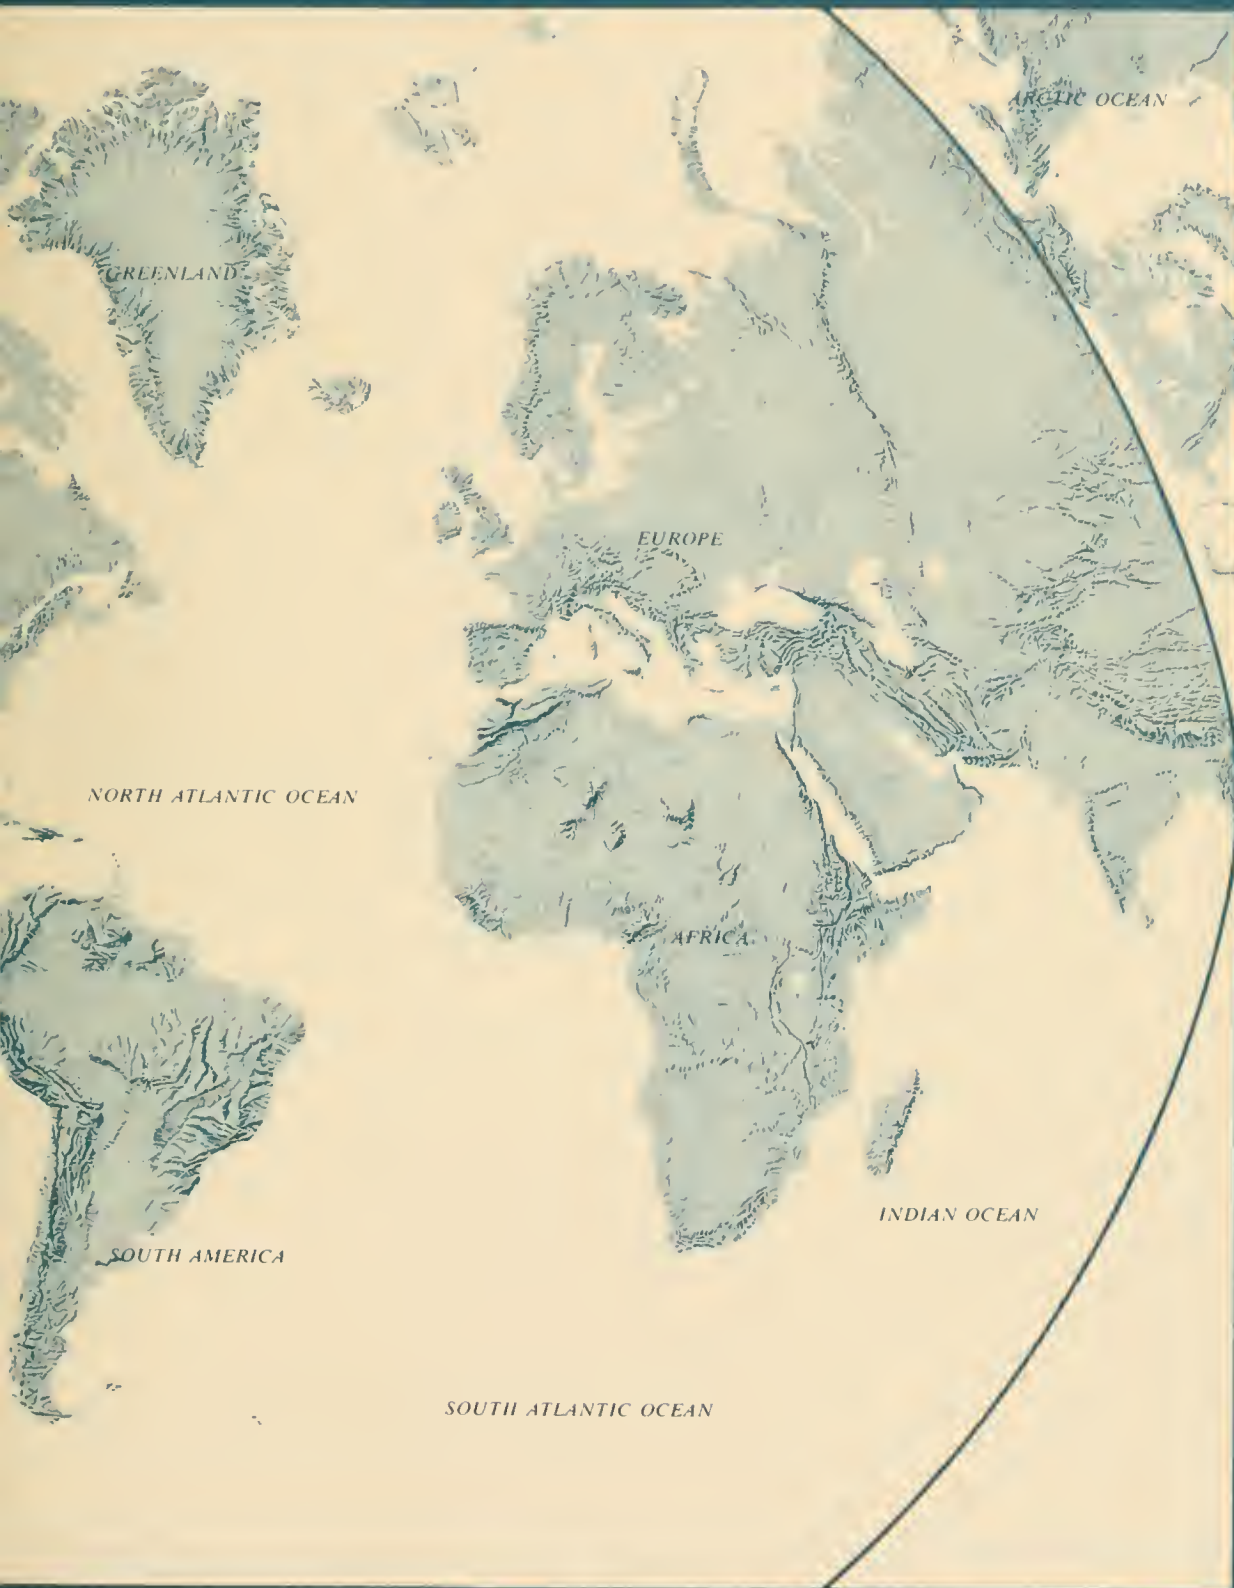 ARCTIC OCEAN
GREENLAND
EUROPE
NORTH ATLANTIC OCEAN
AFRICA
INDIAN OCEAN
SOUTH AMERICA
SOUTH ATLANTIC OCEAN